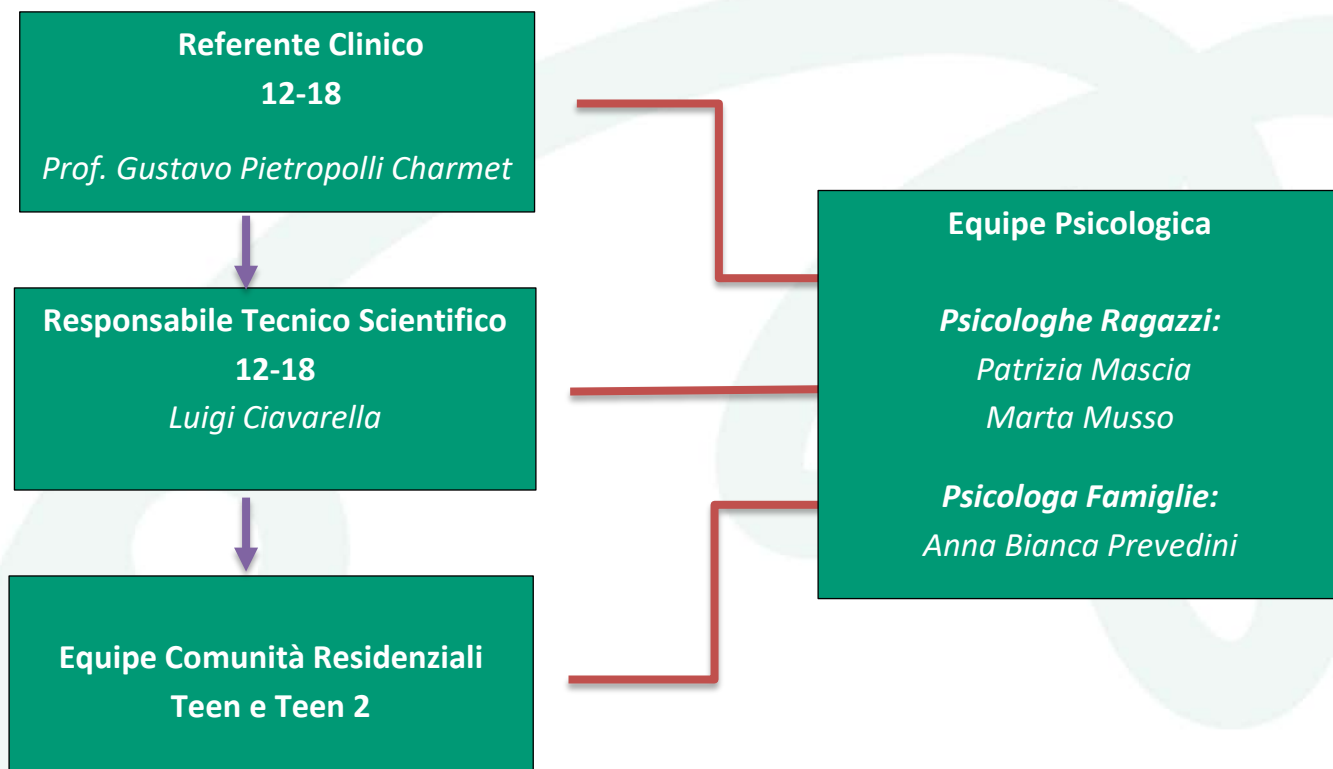 Referente Clinico
12-18
Prof. Gustavo Pietropolli Charmet
Responsabile Tecnico Scientifico
12-18
Luigi Ciavarella
Equipe Comunità Residenziali
Teen e Teen 2
Equipe Psicologica
Psicologhe Ragazzi:
Patrizia Mascia
Marta Musso
Psicologa Famiglie:
Anna Bianca Prevedini